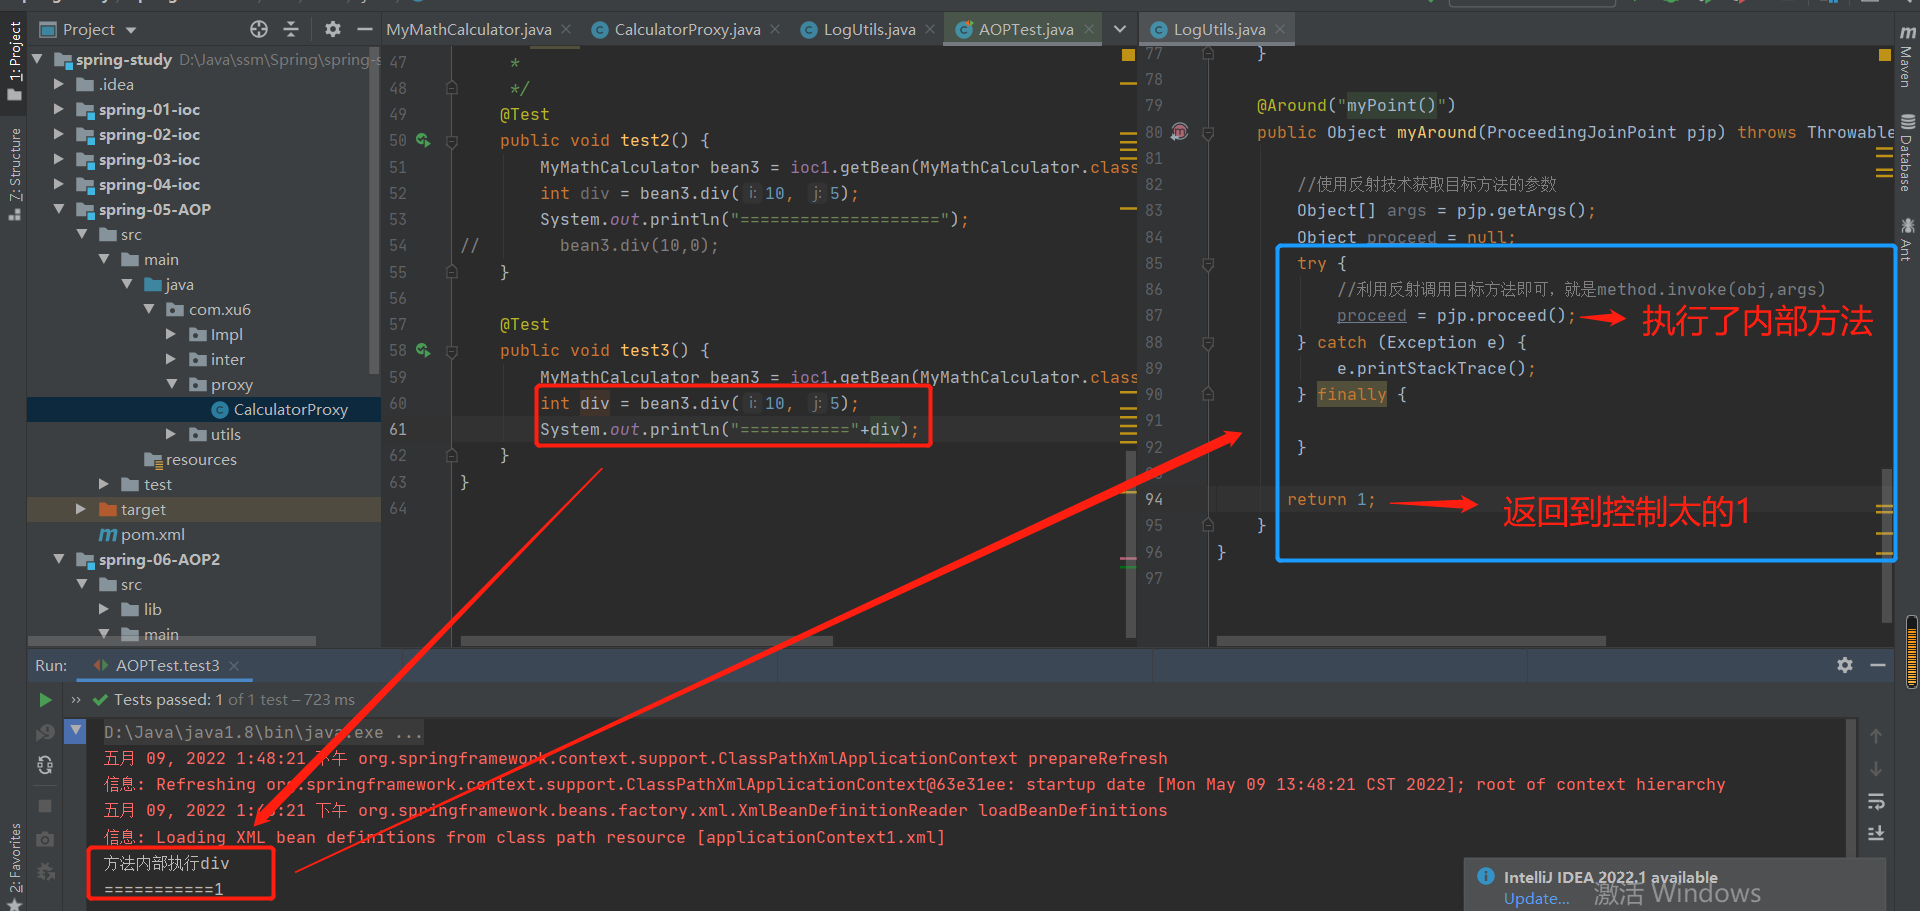 Project
MyMathCalculator.java
CalculatorProxy.java
LogUtils.java
AOPTest.java
LogUtils.java
1: Project
7: Structure
2: Favorites
Maven
Database
Ant
spring-study D:\Java\ssm\Spring\spring-s
.idea
spring-01-ioc
spring-02-ioc
spring-03-ioc
spring-04-ioc
spring-05-AOP
src
main
java
com.xu6
Impl
inter
proxy
CalculatorProxy
utils
resources
test
target
pom.xml
spring-06-AOP2
src
lib
main
47 *
48 */
49 @Test
50 public void test2() {
51 MyMathCalculator bean3 = ioc1.getBean(MyMathCalculator.class
52 int div = bean3.div( i: 10, j: 5);
53 System.out.println("====================");
54 // bean3.div(10,0);
55 }
56
57 @Test
58 public void test3() {
59 MyMathCalculator bean3 = ioc1.getBean(MyMathCalculator.class
60 int div = bean3.div( i: 10, j: 5);
61 System.out.println("==========="+div);
62 }
63 }
64
77 }
78
79 @Around("myPoint()")
80 public Object myAround(ProceedingJoinPoint pjp) throws Throwable
81
82 //使用反射技术获取目标方法的参数
83 Object[] args = pjp.getArgs();
84 Object proceed = null;
85 try {
86 //利用反射调用目标方法即可，就是method.invoke(obj,args)
87 proceed = pjp.proceed();
执行了内部方法
88 } catch (Exception e) {
89 e.printStackTrace();
90 } finally {
91
92 }
94 return 1;
返回到控制太的1
95 }
96 }
97
Run: AOPTest.test3
Tests passed: 1 of 1 test – 723 ms
D:\Java\java1.8\bin\java.exe ...
五月 09, 2022 1:48:21 下午 org.springframework.context.support.ClassPathXmlApplicationContext prepareRefresh
信息: Refreshing org.springframework.context.support.ClassPathXmlApplicationContext@63e31ee: startup date [Mon May 09 13:48:21 CST 2022]; root of context hierarchy
五月 09, 2022 1:48:21 下午 org.springframework.beans.factory.xml.XmlBeanDefinitionReader loadBeanDefinitions
信息: Loading XML bean definitions from class path resource [applicationContext1.xml]
方法内部执行div
===========1
IntelliJ IDEA 2022.1 available
Update...
激活 Windows